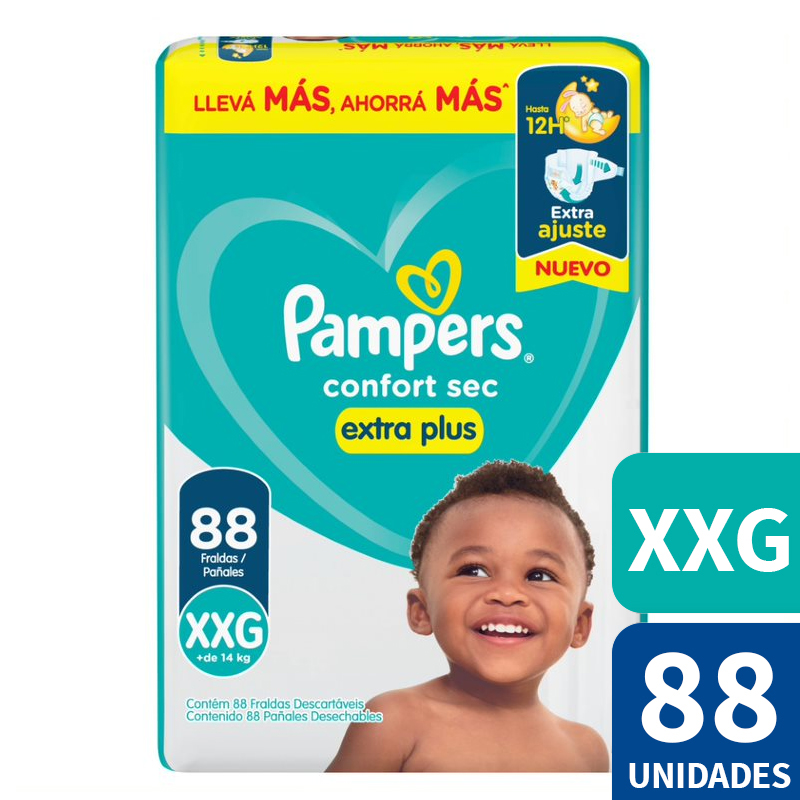 LLEVÁ MÁS, AHORRÁ MÁS^
Hasta
12H
Extra
ajuste
NUEVO
Pampers®
confort sec
extra plus
88
Fraldas /
Pañales
XXG
+de 14 kg
Contém 88 Fraldas Descartáveis
Contenido 88 Pañales Desechables
XXG
88
UNIDADES